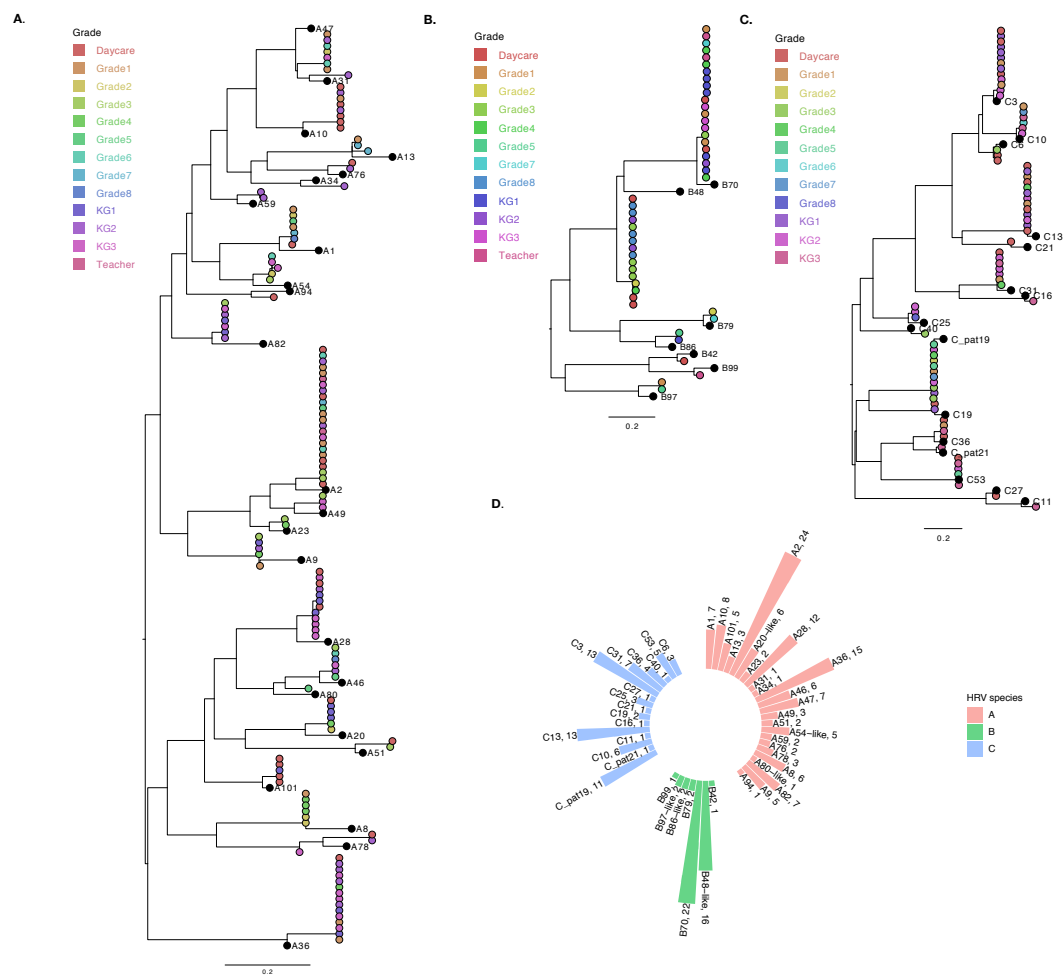 A.
Grade
Daycare
Grade1
Grade2
Grade3
Grade4
Grade5
Grade6
Grade7
Grade8
KG1
KG2
KG3
Teacher
A47
A31
A10
A13
A76
A34
A59
A1
A54
A94
A82
A2
A49
A23
A9
A28
A46
A80
A20
A51
A101
A8
A78
A36
0.2
B.
Grade
Daycare
Grade1
Grade2
Grade3
Grade4
Grade5
Grade7
Grade8
KG1
KG2
KG3
Teacher
B70
B48
B79
B86
B42
B99
B97
0.2
C.
Grade
Daycare
Grade1
Grade2
Grade3
Grade4
Grade5
Grade6
Grade7
Grade8
KG1
KG2
KG3
C3
C10
C6
C13
C21
C31
C16
C25
C40
C_pat19
C19
C36
C_pat21
C53
C27
C11
0.2
D.
A1, 7
A10, 8
A101, 5
A13, 3
A2, 24
A20-like, 6
A23, 2
A28, 12
A31, 1
A34, 1
A36, 15
A46, 6
A47, 7
A49, 3
A51, 2
A54-like, 5
A59, 2
A76, 2
A78, 3
A8, 6
A80-like, 1
A82, 7
A9, 5
A94, 1
B42, 1
B48-like, 16
B70, 22
B79, 2
B86-like, 2
B97-like, 2
B99, 1
C_pat19, 11
C_pat21, 1
C10, 6
C11, 1
C13, 13
C16, 1
C19, 2
C21, 1
C25, 3
C27, 1
C3, 13
C31, 7
C36, 4
C40, 1
C53, 5
C6, 3
HRV species
A
B
C